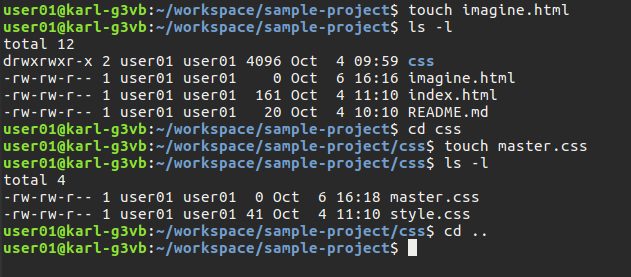 user01@karl-g3vb:~/workspace/sample-project$ touch imagine.html
user01@karl-g3vb:~/workspace/sample-project$ ls -l
total 12
drwxrwxr-x 2 user01 user01 4096 Oct  4 09:59 css
-rw-rw-r-- 1 user01 user01    0 Oct  6 16:16 imagine.html
-rw-rw-r-- 1 user01 user01  161 Oct  4 11:10 index.html
-rw-rw-r-- 1 user01 user01   20 Oct  4 10:10 README.md
user01@karl-g3vb:~/workspace/sample-project$ cd css
user01@karl-g3vb:~/workspace/sample-project/css$ touch master.css
user01@karl-g3vb:~/workspace/sample-project/css$ ls -l
total 4
-rw-rw-r-- 1 user01 user01  0 Oct  6 16:18 master.css
-rw-rw-r-- 1 user01 user01 41 Oct  4 11:10 style.css
user01@karl-g3vb:~/workspace/sample-project/css$ cd ..
user01@karl-g3vb:~/workspace/sample-project$